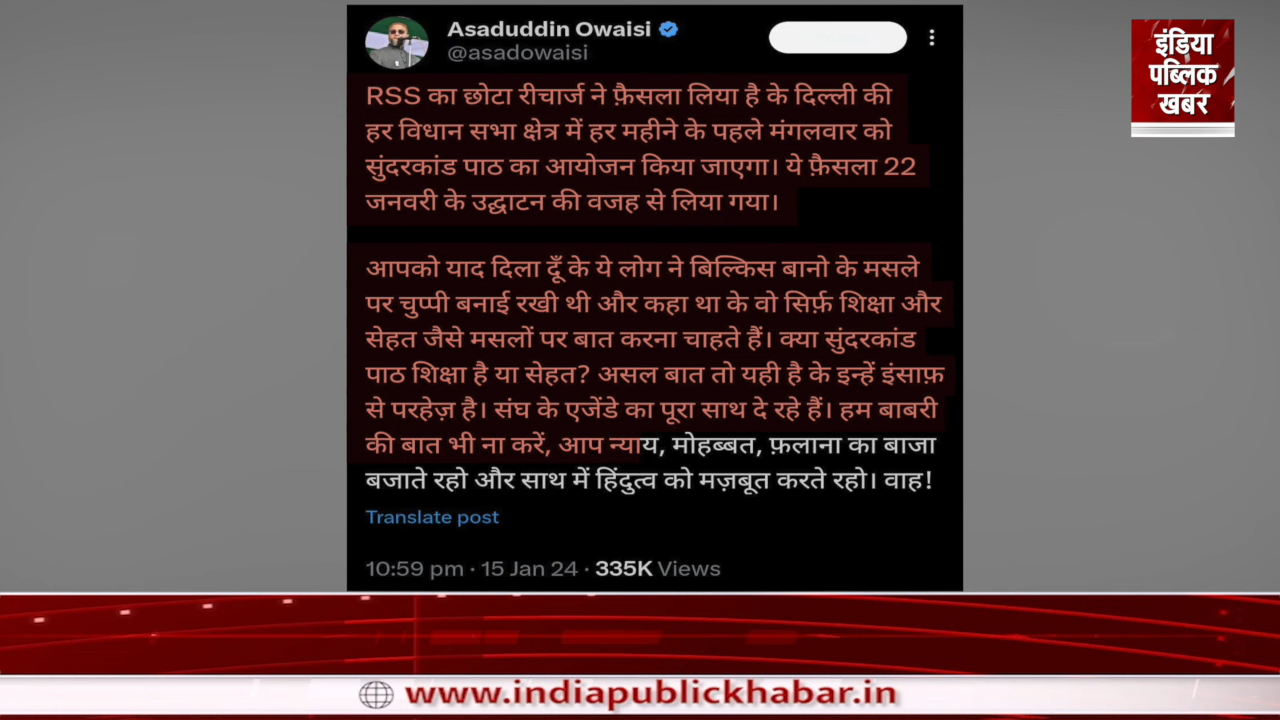 Asaduddin Owaisi
@asadowaisi
इंडिया
पब्लिक
खबर
RSS का छोटा रीचार्ज ने फ़ैसला लिया है के दिल्ली की
हर विधान सभा क्षेत्र में हर महीने के पहले मंगलवार को
सुंदरकांड पाठ का आयोजन किया जाएगा। ये फ़ैसला 22
जनवरी के उद्घाटन की वजह से लिया गया।
आपको याद दिला दूँ के ये लोग ने बिल्किस बानो के मसले
पर चुप्पी बनाई रखी थी और कहा था के वो सिर्फ़ शिक्षा और
सेहत जैसे मसलों पर बात करना चाहते हैं। क्या सुंदरकांड
पाठ शिक्षा है या सेहत? असल बात तो यही है के इन्हें इंसाफ़
से परहेज़ है। संघ के एजेंडे का पूरा साथ दे रहे हैं। हम बाबरी
की बात भी ना करें, आप न्याय, मोहब्बत, फ़लाना का बाजा
बजाते रहो और साथ में हिंदुत्व को मज़बूत करते रहो। वाह!
Translate post
10:59 pm · 15 Jan 24 · 335K Views
www.indiapublickhabar.in